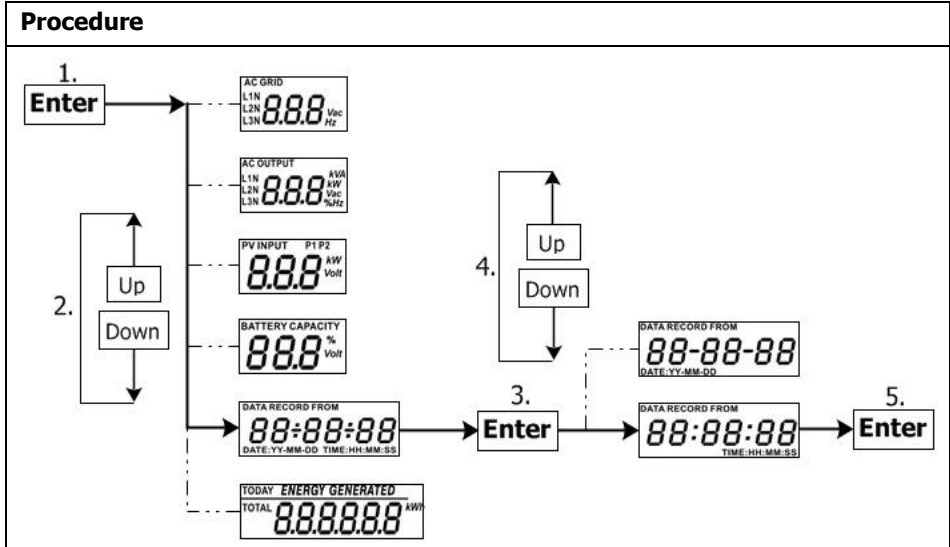 Procedure
1.
Enter
AC GRID
L1N
L2N
L3N
8.8.8
Vac
Hz
AC OUTPUT
L1N
L2N
L3N
8.8.8
kVA
kW
Vac
%Hz
PV INPUT P1 P2
8.8.8
kW
Volt
2.
Up
Down
BATTERY CAPACITY
88.8
%
Volt
DATA RECORD FROM
88÷88÷88
DATE:YY-MM-DD TIME:HH:MM:SS
TODAY ENERGY GENERATED
TOTAL
8.8.8.8.8.8
kWh
3.
Enter
4.
Up
Down
DATA RECORD FROM
88-88-88
DATE:YY-MM-DD
DATA RECORD FROM
88:88:88
TIME:HH:MM:SS
5.
Enter